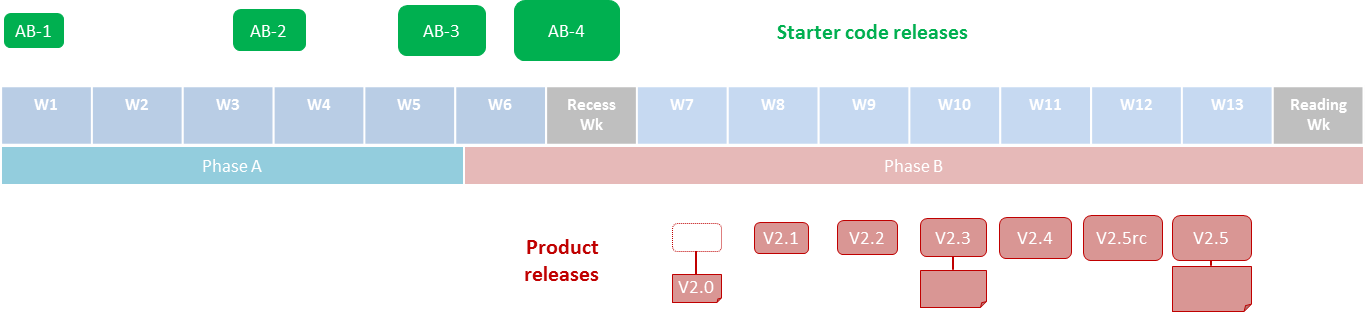 AB-1
AB-2
AB-3
AB-4
Starter code releases
W1
W2
W3
W4
W5
W6
Recess
Wk
W7
W8
W9
W10
W11
W12
W13
Reading
Wk
Phase A
Phase B
Product
releases
V2.1
V2.2
V2.3
V2.4
V2.5rc
V2.5
V2.0